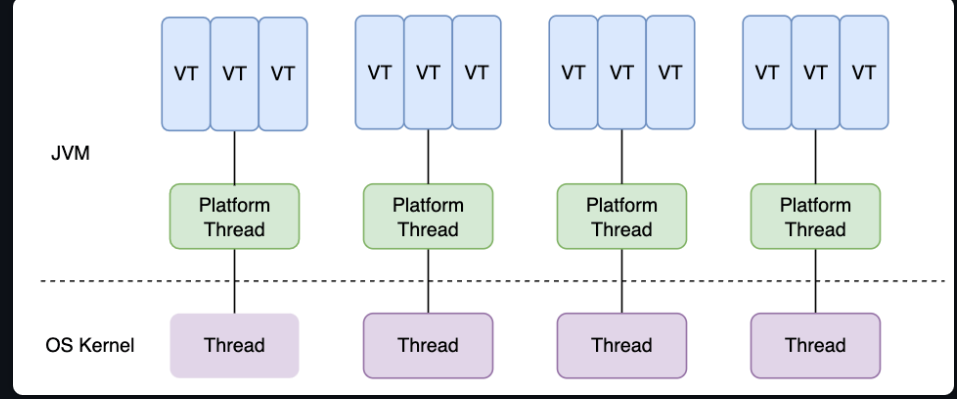 VT VT VT VT VT VT VT VT VT VT VT VT
JVM
Platform Platform Platform Platform
Thread Thread Thread Thread
OS Kernel Thread Thread Thread Thread